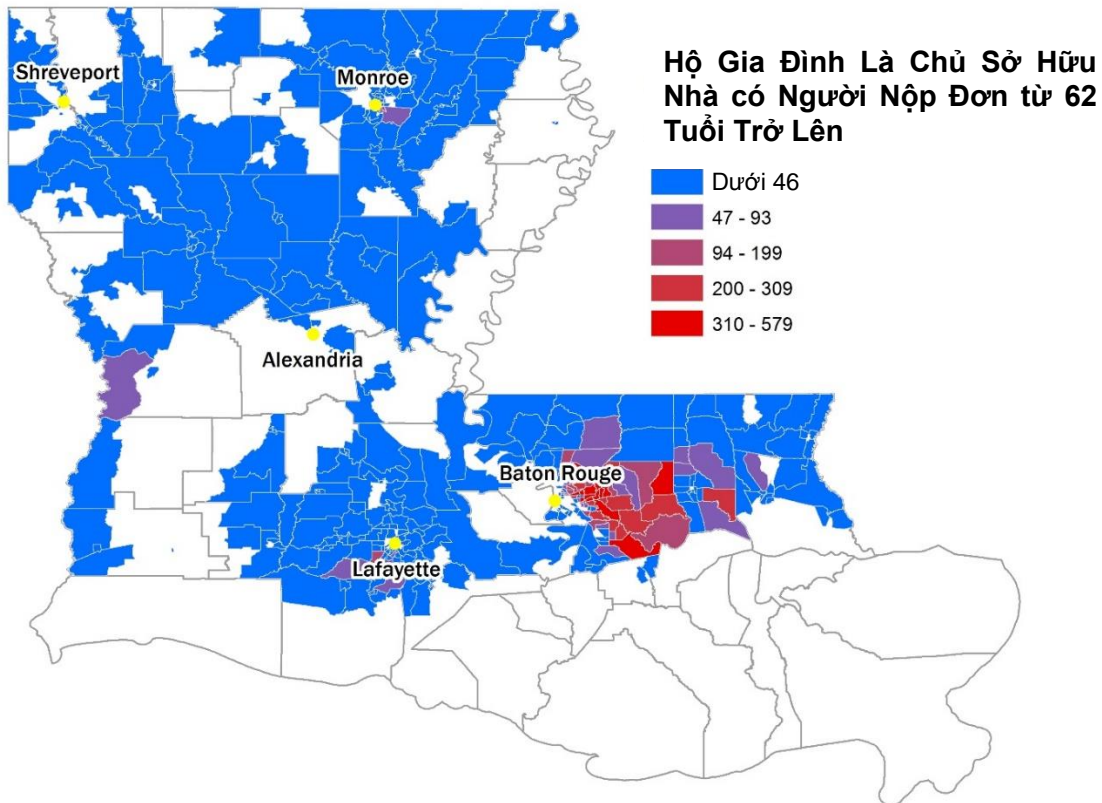 Hộ Gia Đình Là Chủ Sở Hữu
Nhà có Người Nộp Đơn từ 62
Tuổi Trở Lên
Dưới 46
47 - 93
94 - 199
200 - 309
310 - 579
Shreveport
Monroe
Alexandria
Baton Rouge
Lafayette